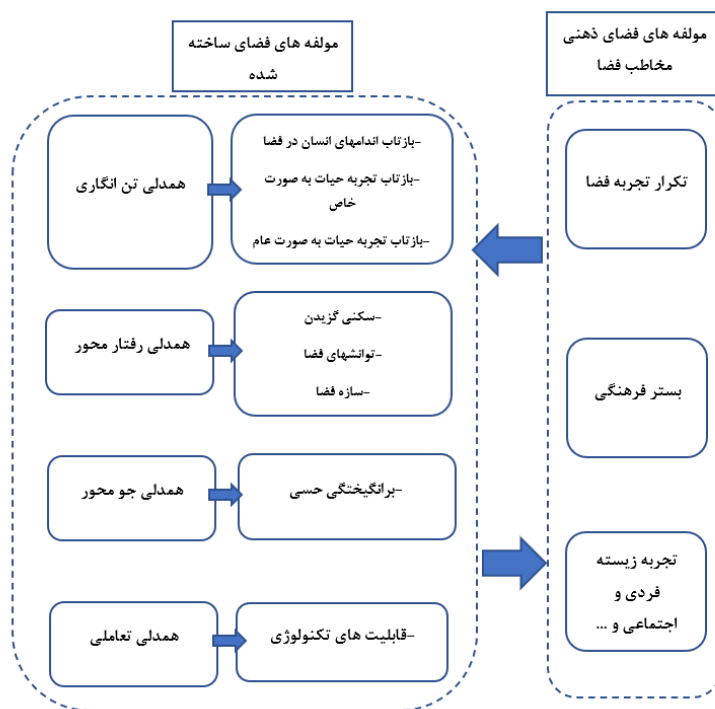 مولفه های فضای ذهنی
مخاطب فضا
تکرار تجربه فضا
بستر فرهنگی
تجربه زیسته
فردی و
اجتماعی و ...
مولفه های فضای ساخته
شده
همدلی تن انگاری
-بازتاب اندامهای انسان در فضا
-بازتاب تجربه حیات به صورت
خاص
-بازتاب تجربه حیات به صورت عام
همدلی رفتار محور
-سکنی گزیدن
-توانشهای فضا
-سازه فضا
همدلی جو محور
-برانگیختگی حسی
همدلی تعاملی
-قابلیت های تکنولوژی